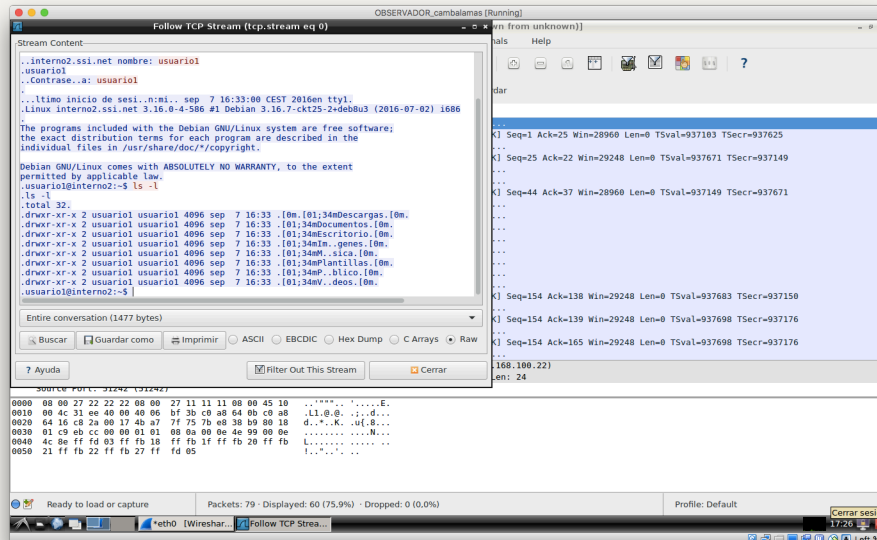 OBSERVADOR_cambalamas [Running]
Follow TCP Stream (tcp.stream eq 0)
wn from unknown)]
Stream Content
nals Help
..interno2.ssi.net nombre: usuario1
.usuario1
..Contrase..a: usuario1
.
...ltimo inicio de sesi..n:mi.. sep  7 16:33:00 CEST 2016en tty1.
.Linux interno2.ssi.net 3.16.0-4-586 #1 Debian 3.16.7-ckt25-2+deb8u3 (2016-07-02) i686
.
The programs included with the Debian GNU/Linux system are free software;
the exact distribution terms for each program are described in the
individual files in /usr/share/doc/*/copyright.
Debian GNU/Linux comes with ABSOLUTELY NO WARRANTY, to the extent
permitted by applicable law.
.usuario1@interno2:~$ ls -l
.ls -l
.total 32.
.drwxr-xr-x 2 usuario1 usuario1 4096 sep  7 16:33 .[0m.[01;34mDescargas.[0m.
.drwxr-xr-x 2 usuario1 usuario1 4096 sep  7 16:33 .[01;34mDocumentos.[0m.
.drwxr-xr-x 2 usuario1 usuario1 4096 sep  7 16:33 .[01;34mEscritorio.[0m.
.drwxr-xr-x 2 usuario1 usuario1 4096 sep  7 16:33 .[01;34mIm..genes.[0m.
.drwxr-xr-x 2 usuario1 usuario1 4096 sep  7 16:33 .[01;34mM..sica.[0m.
.drwxr-xr-x 2 usuario1 usuario1 4096 sep  7 16:33 .[01;34mPlantillas.[0m.
.drwxr-xr-x 2 usuario1 usuario1 4096 sep  7 16:33 .[01;34mP..blico.[0m.
.drwxr-xr-x 2 usuario1 usuario1 4096 sep  7 16:33 .[01;34mV..deos.[0m.
.usuario1@interno2:~$
Entire conversation (1477 bytes)
Buscar Guardar como Imprimir ASCII EBCDIC Hex Dump C Arrays Raw
? Ayuda Filter Out This Stream Cerrar
dar
...
K] Seq=1 Ack=25 Win=28960 Len=0 TSval=937103 TSecr=937625
...
K] Seq=25 Ack=22 Win=29248 Len=0 TSval=937671 TSecr=937149
...
...
K] Seq=44 Ack=37 Win=28960 Len=0 TSval=937149 TSecr=937671
...
...
...
...
...
...
...
K] Seq=154 Ack=138 Win=29248 Len=0 TSval=937683 TSecr=937150
...
K] Seq=154 Ack=139 Win=29248 Len=0 TSval=937698 TSecr=937176
...
K] Seq=154 Ack=165 Win=29248 Len=0 TSval=937698 TSecr=937176
...
.168.100.22)
Len: 24
Source Port: 51242 (51242)
0000  08 00 27 22 22 22 08 00  27 11 11 11 08 00 45 10  ..'""".. '.....E.
0010  00 4c 31 ee 40 00 40 06  bf 3b c0 a8 64 0b c0 a8  .L1.@.@. .;..d...
0020  64 16 c8 2a 00 17 4b a7  7f 75 7b e8 38 b9 80 18  d..*..K. .u{.8...
0030  01 c9 eb cc 00 00 01 01  08 0a 00 0e 4e 99 00 0e  ........ ....N...
0040  4c 8e ff fd 03 ff fb 18  ff fb 1f ff fb 20 ff fb  L....... ..... ..
0050  21 ff fb 22 ff fb 27 ff  fd 05  !.."..'. ..
Ready to load or capture Packets: 79 · Displayed: 60 (75,9%) · Dropped: 0 (0,0%) Profile: Default
Cerrar sesi
*eth0 [Wireshar... Follow TCP Strea... 17:26